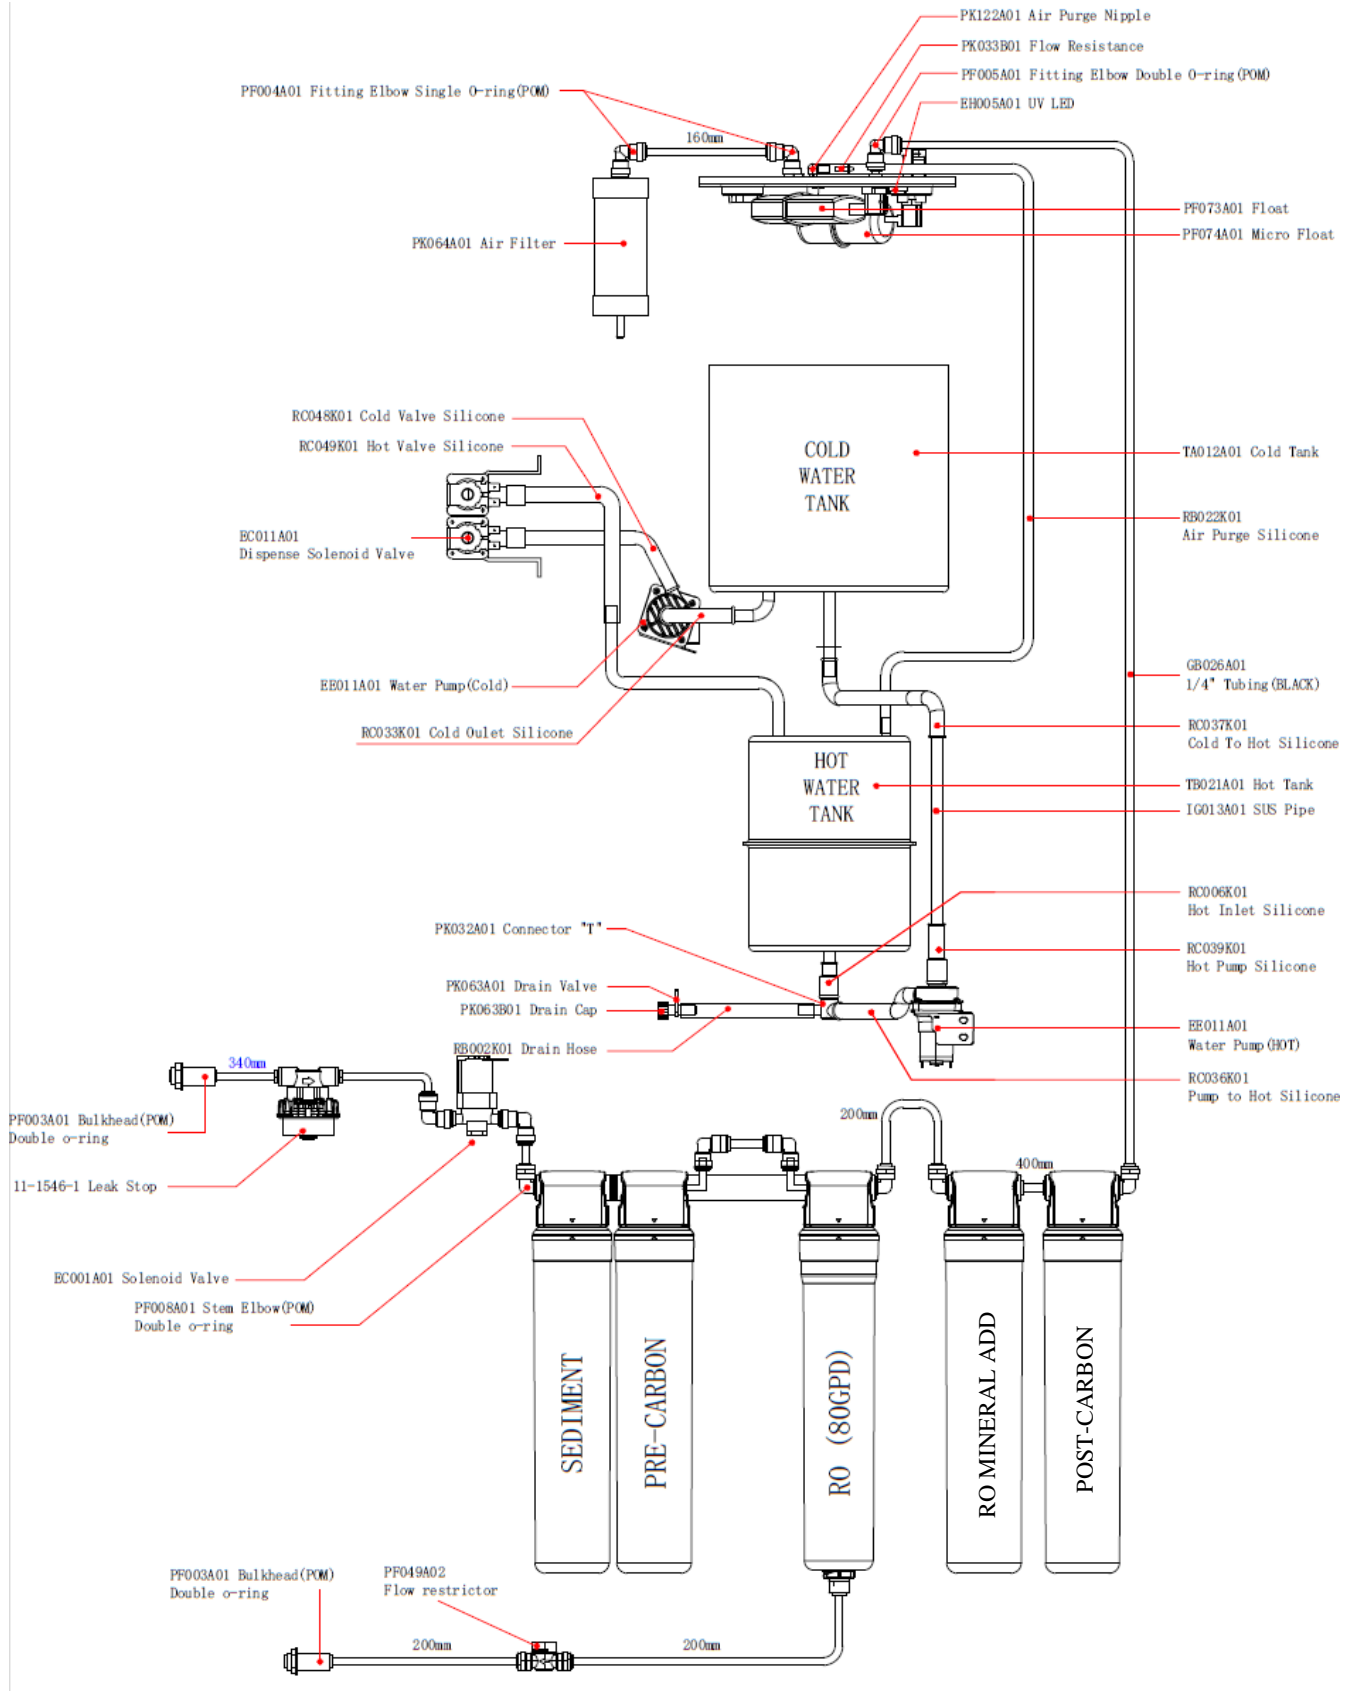 PK122A01 Air Purge Nipple
PK033B01 Flow Resistance
PF005A01 Fitting Elbow Double O-ring(POM)
PF004A01 Fitting Elbow Single O-ring(POM)
EH005A01 UV LED
160mm
PF073A01 Float
PF074A01 Micro Float
PK064A01 Air Filter
RC048K01 Cold Valve Silicone
RC049K01 Hot Valve Silicone
COLD
WATER
TANK
TA012A01 Cold Tank
RB022K01
Air Purge Silicone
EC011A01
Dispense Solenoid Valve
EE011A01 Water Pump(Cold)
GB026A01
1/4" Tubing(BLACK)
RC033K01 Cold Oulet Silicone
RC037K01
Cold To Hot Silicone
HOT
WATER
TANK
TB021A01 Hot Tank
IG013A01 SUS Pipe
RC006K01
Hot Inlet Silicone
PK032A01 Connector "T"
RC039K01
Hot Pump Silicone
PK063A01 Drain Valve
PK063B01 Drain Cap
EE011A01
Water Pump(HOT)
RB002K01 Drain Hose
340mm
RC036K01
Pump to Hot Silicone
PF003A01 Bulkhead(POM)
Double o-ring
200mm
400mm
11-1546-1 Leak Stop
EC001A01 Solenoid Valve
PF008A01 Stem Elbow(POM)
Double o-ring
SEDIMENT
PRE-CARBON
RO (80GPD)
RO MINERAL ADD
POST-CARBON
PF003A01 Bulkhead(POM)
Double o-ring
PF049A02
Flow restrictor
200mm
200mm